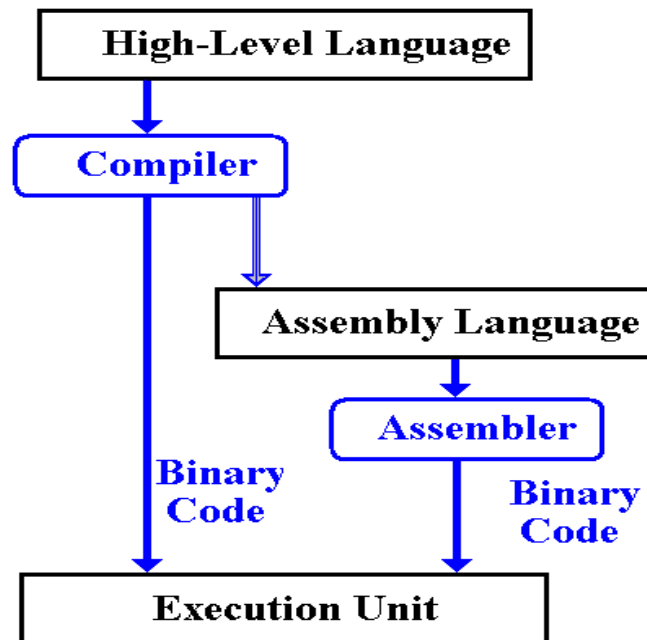 High-Level Language
Compiler
Assembly Language
Assembler
Binary
Code
Binary
Code
Execution Unit